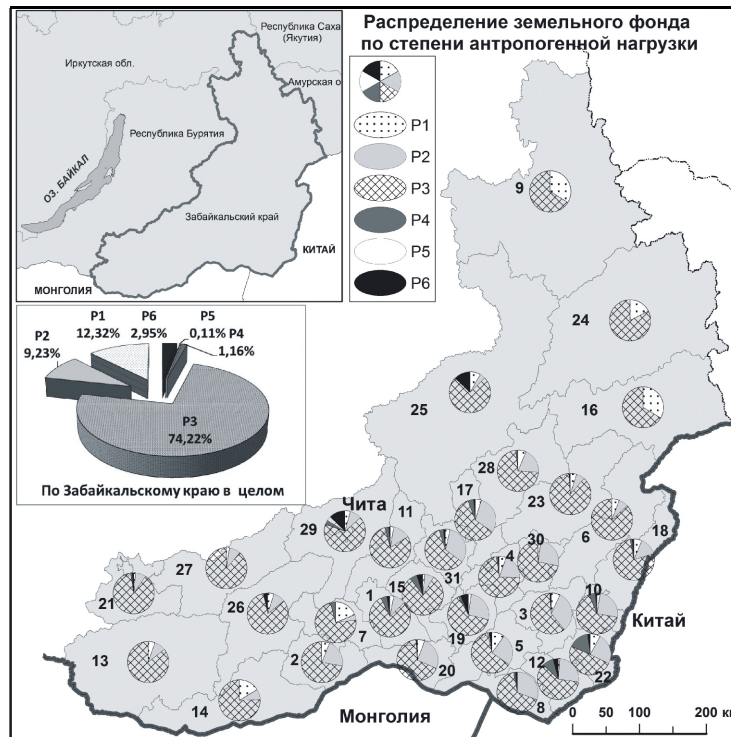 Распределение земельного фонда
по степени антропогенной нагрузки
Республика Саха
(Якутия)
Иркутская обл.
Амурская о
Республика Бурятия
ОЗ. БАЙКАЛ
Забайкальский край
КИТАЙ
МОНГОЛИЯ
P1
P2
P3
P4
P5
P6
P1
12,32%
P6
2,95%
P5
0,11%
P4
1,16%
P2
9,23%
P3
74,22%
По Забайкальскому краю в целом
9
24
25
16
28
17
23
Чита
11
29
30
6
18
27
4
21
26
1
15
31
10
3
Китай
7
19
13
2
20
5
12
22
14
8
Монголия
0 50 100 200 км